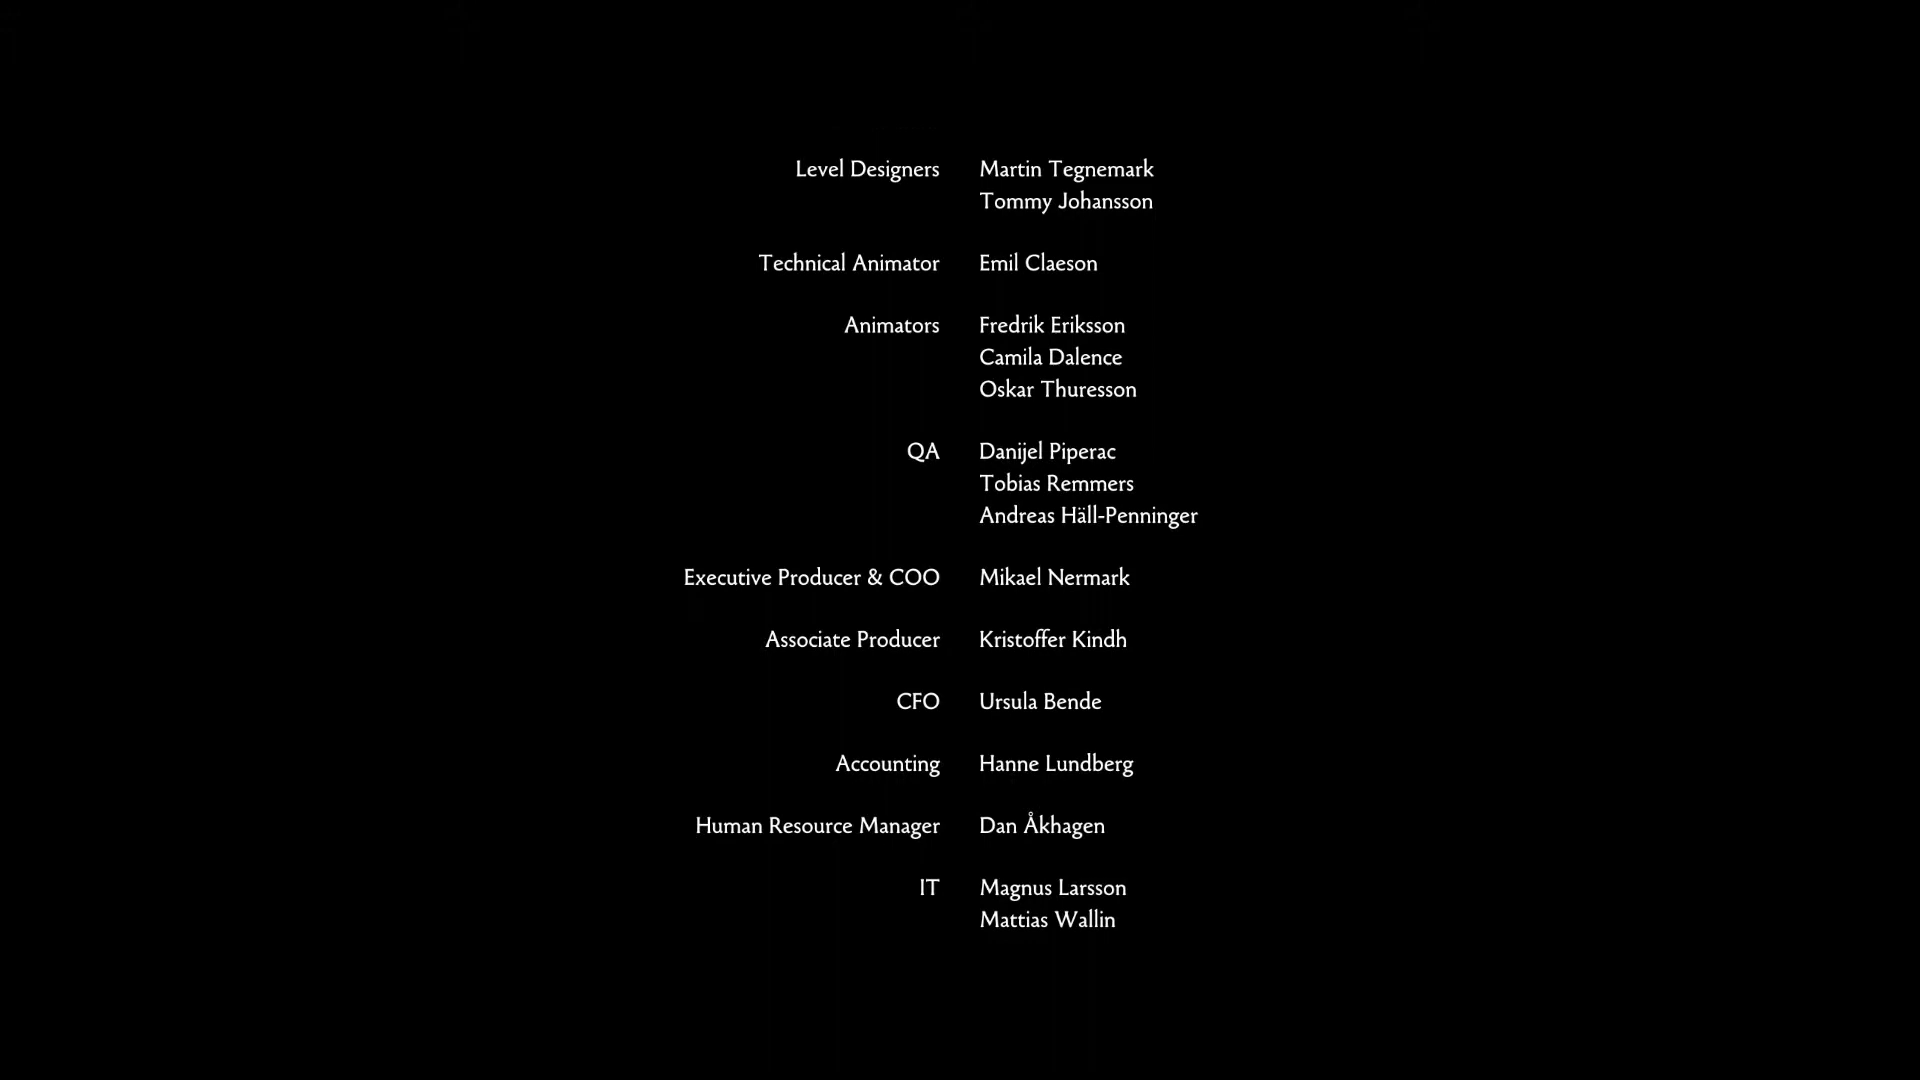 Level Designers Martin Tegnemark
Tommy Johansson
Technical Animator Emil Claeson
Animators Fredrik Eriksson
Camila Dalence
Oskar Thuresson
QA Danijel Piperac
Tobias Remmers
Andreas Häll-Penninger
Executive Producer & COO Mikael Nermark
Associate Producer Kristoffer Kindh
CFO Ursula Bende
Accounting Hanne Lundberg
Human Resource Manager Dan Åkhagen
IT Magnus Larsson
Mattias Wallin